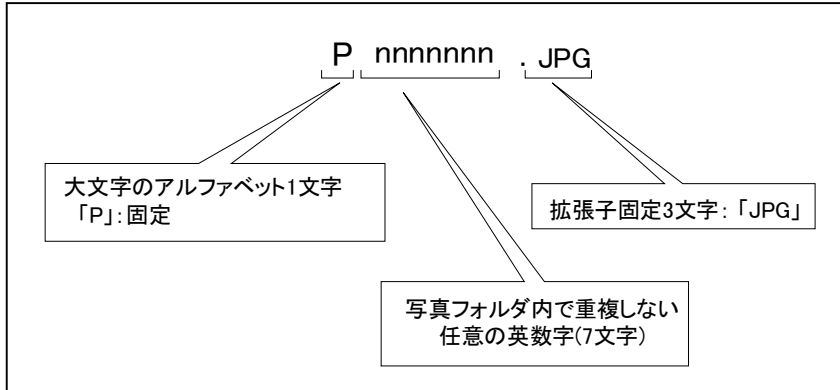 P nnnnnnn . JPG
大文字のアルファベット1文字
「P」:固定
拡張子固定3文字:「JPG」
写真フォルダ内で重複しない
任意の英数字(7文字)